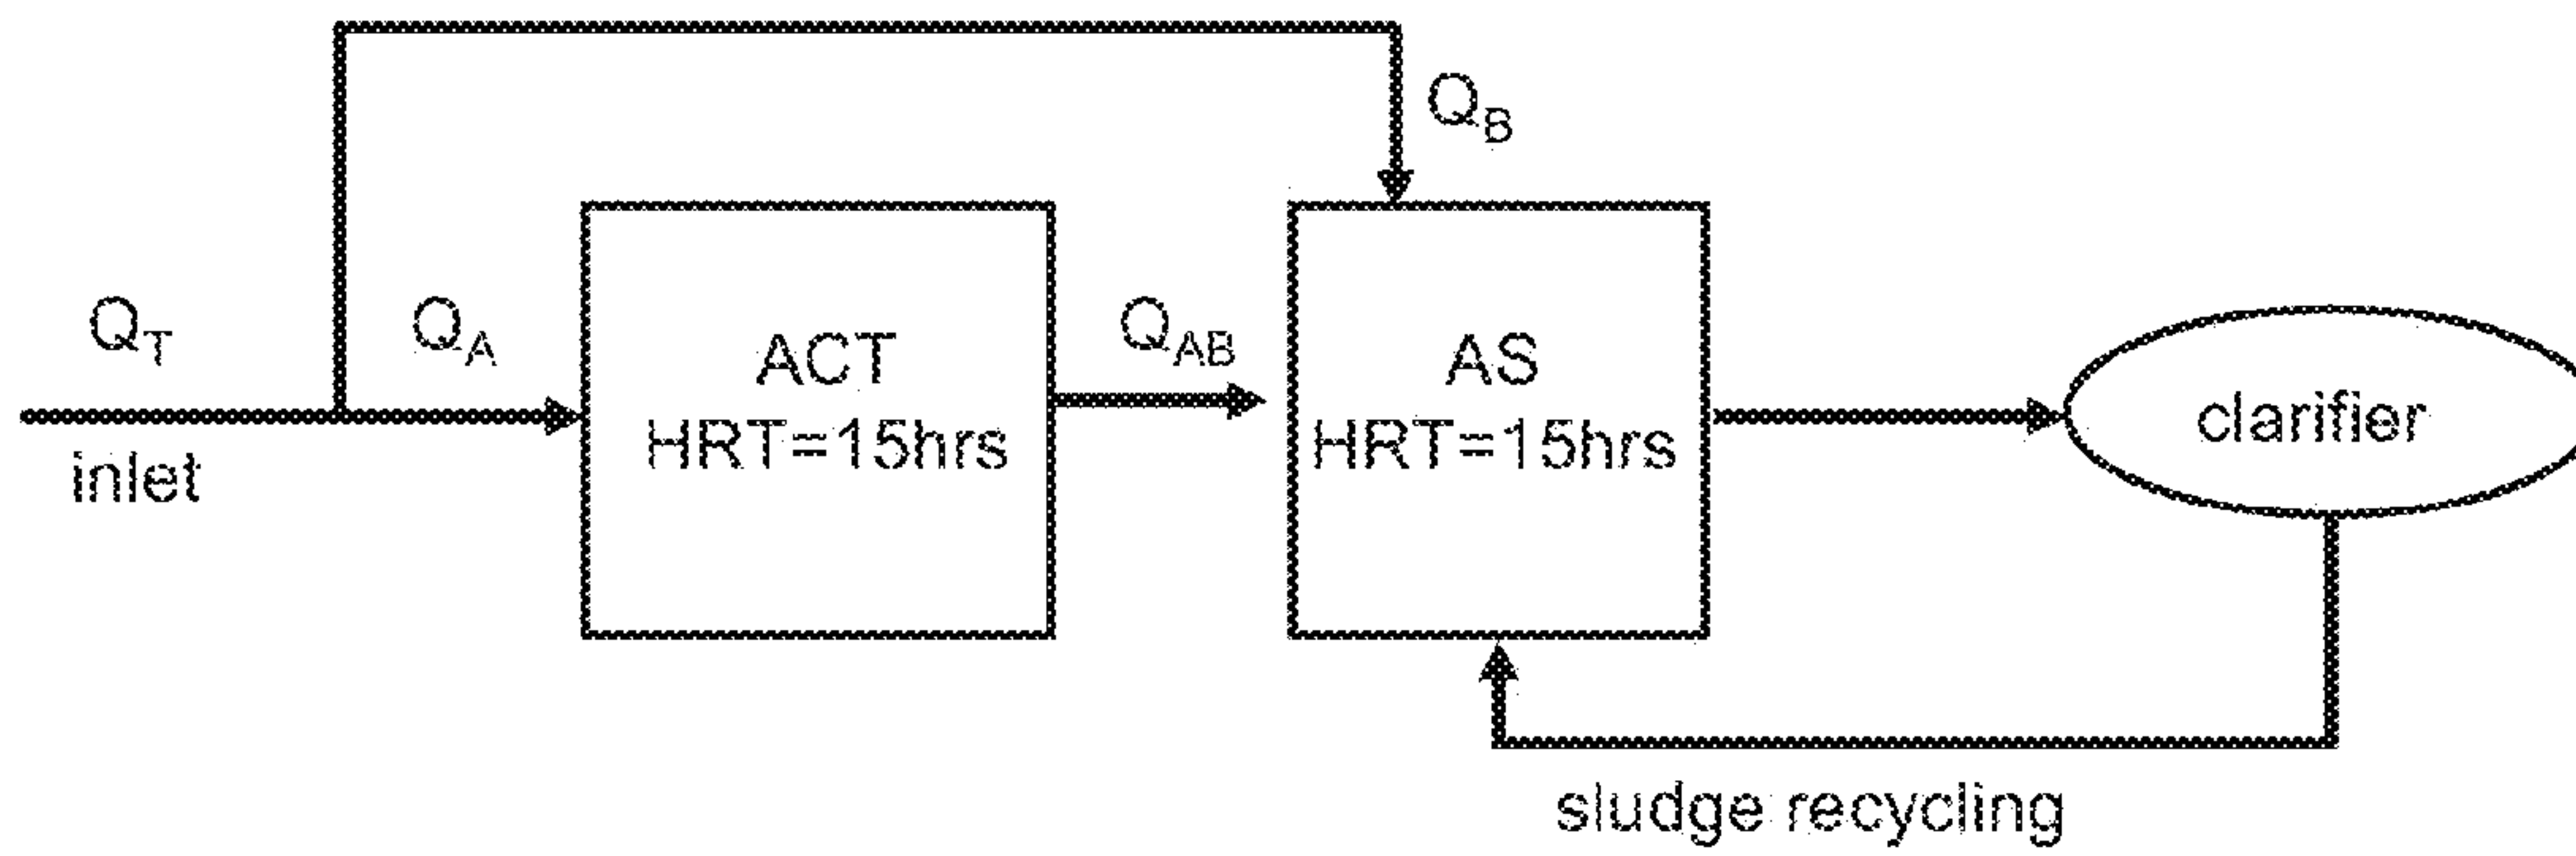 Q_B
Q_T
Q_A
Q_AB
ACT
HRT=15hrs
AS
HRT=15hrs
clarifier
inlet
sludge recycling